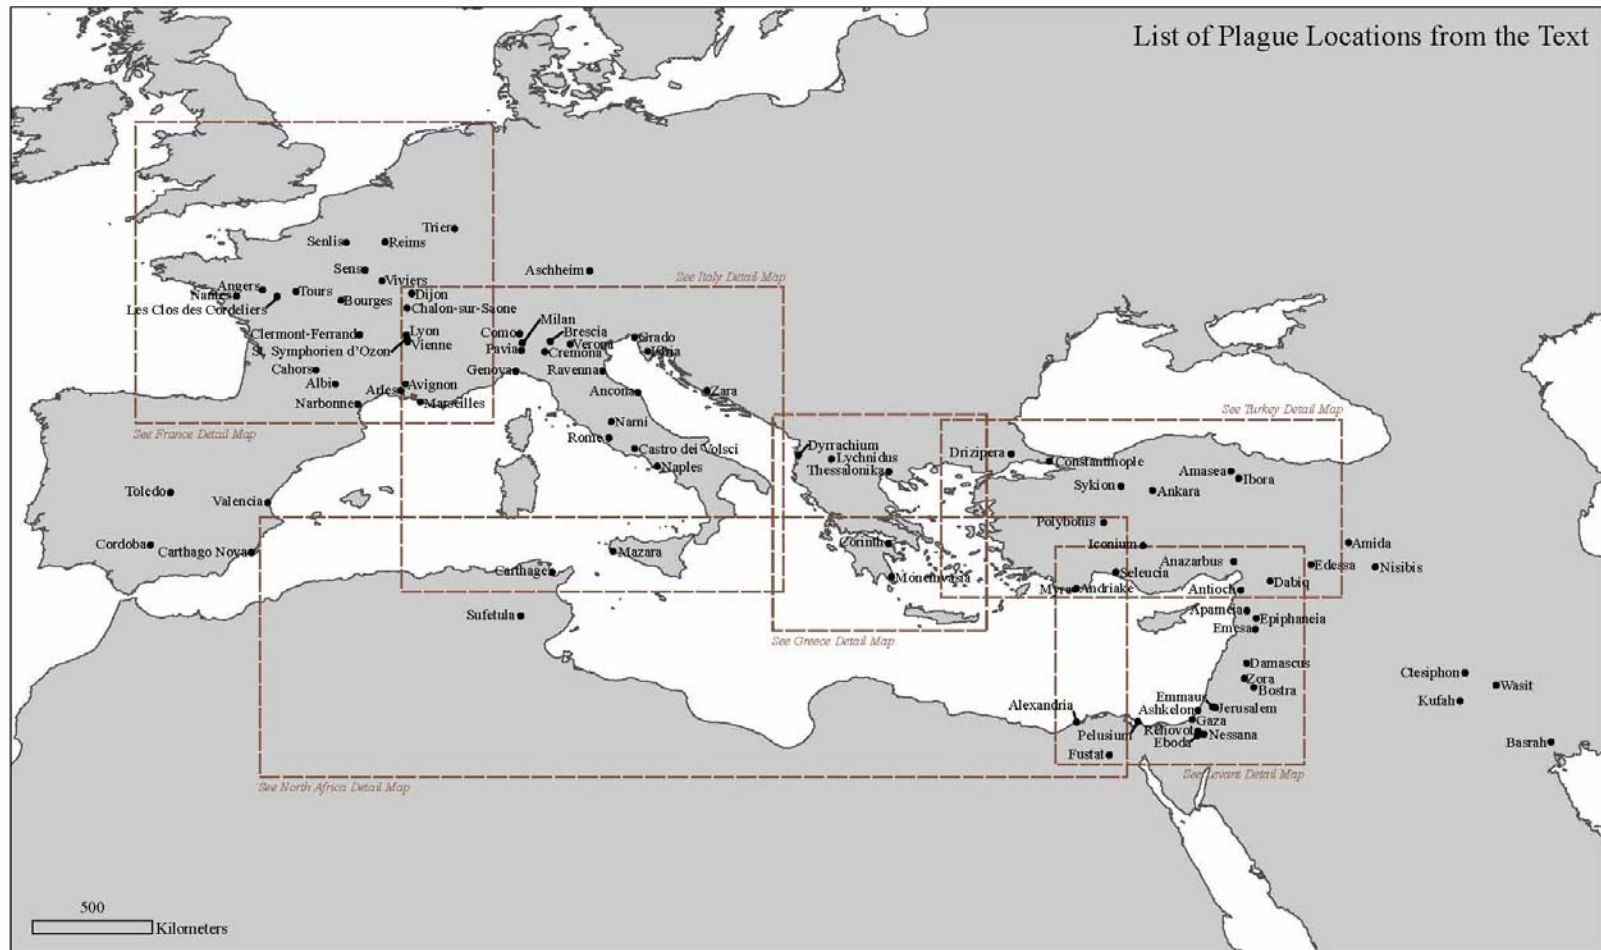 List of Plague Locations from the Text
Trier
Senlis
Reims
Sens
Viviers
Aschheim
See Italy Detail Map
Angers
Nantes
Tours
Bourges
Dijon
Les Clos des Cordeliers
Chalon-sur-Saone
Clermont-Ferrand
Lyon
St. Symphorien d'Ozon
Vienne
Cahors
Albi
Avignon
Arles
Narbonne
Marseilles
See France Detail Map
Milan
Como
Brescia
Pavia
Verona
Cremona
Grado
Istria
Genova
Ravenna
Ancona
Zara
Narni
Rome
Castro dei Volsci
Naples
See Turkey Detail Map
Dyrrachium
Lychnidus
Thessalonika
Drizipera
Constantinople
Amasea
Ibora
Sykion
Ankara
Toledo
Valencia
Cordoba
Carthago Nova
Polybotus
Iconium
Mazara
Corinth
Amida
Carthage
Monemvasia
Seleucia
Anazarbus
Edessa
Nisibis
Myra
Andriake
Antioch
Dabiq
Sufetula
Apameia
Epiphaneia
Emesa
See Greece Detail Map
Damascus
Zora
Bostra
Ctesiphon
Wasit
Kufah
Alexandria
Emmaus
Ashkelon
Jerusalem
Gaza
Pelusium
Rehovot
Eboda
Nessana
Basrah
Fustat
See Levant Detail Map
See North Africa Detail Map
500
Kilometers